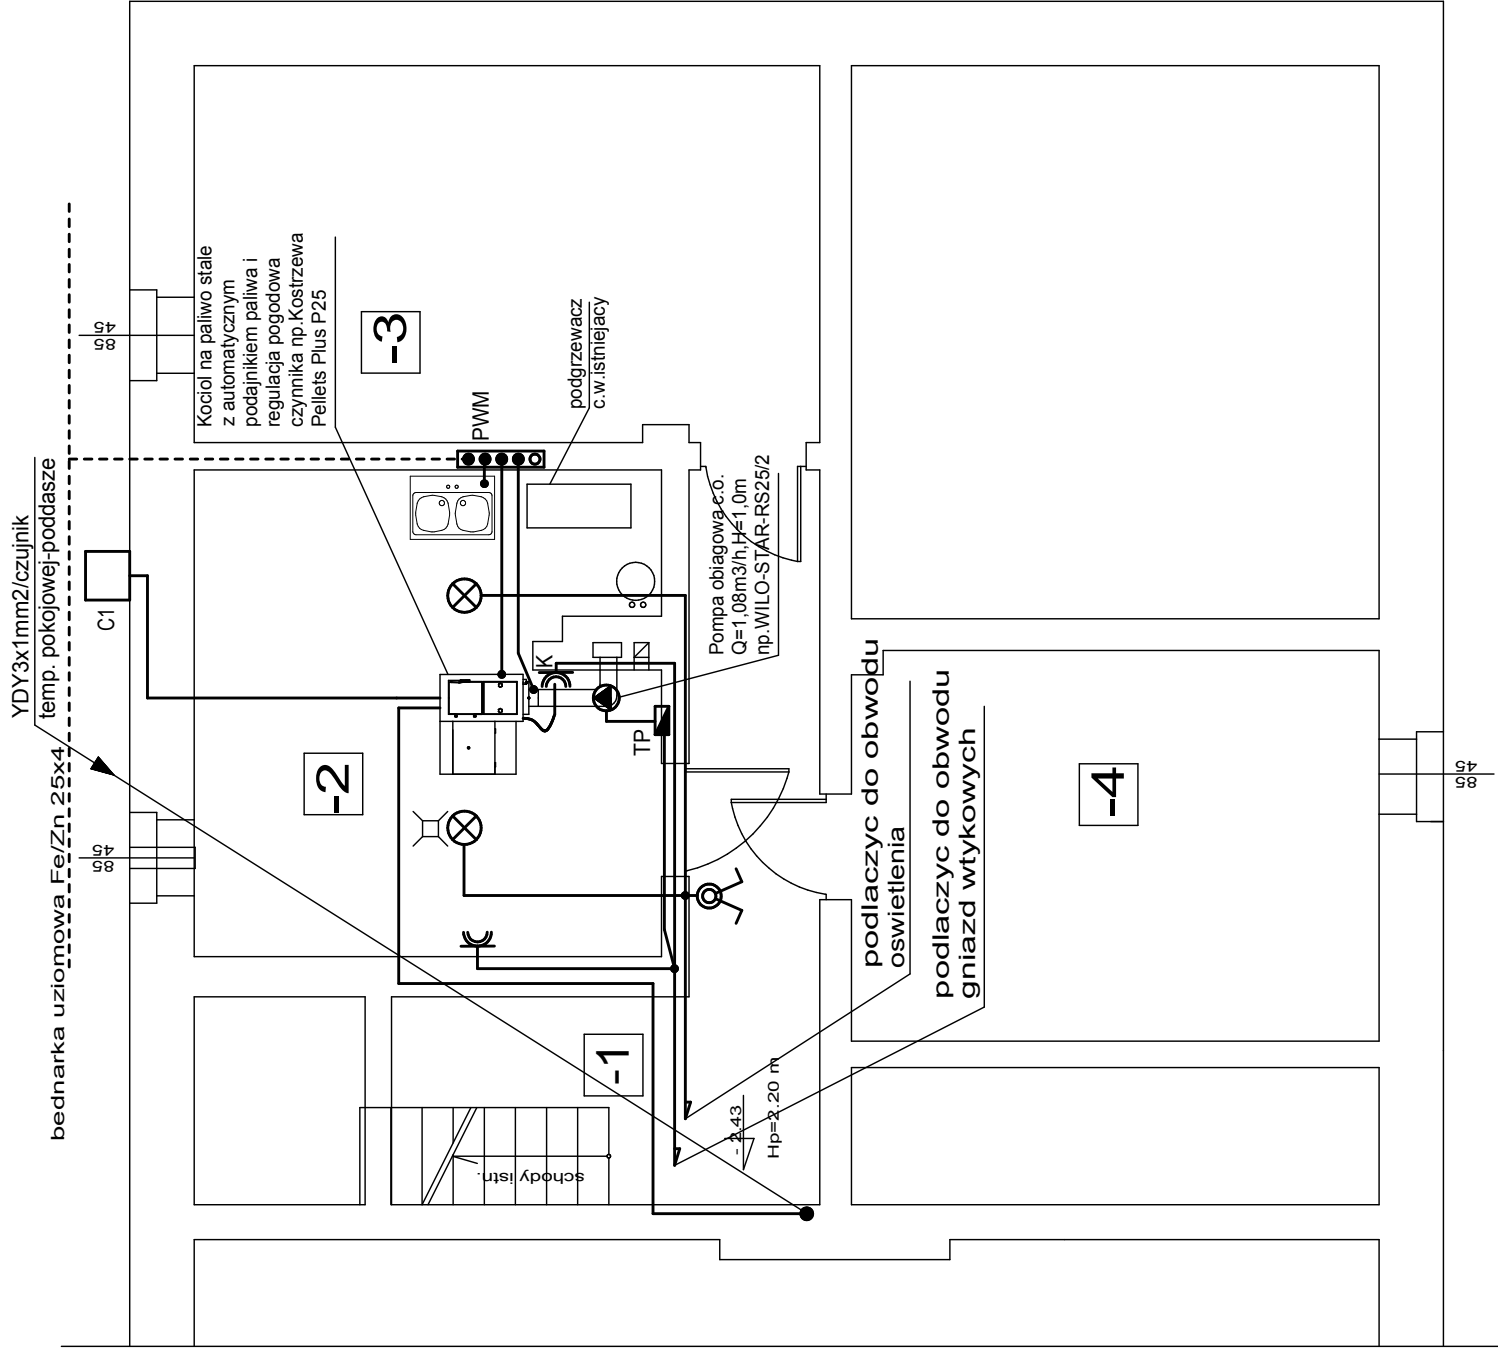 YDY3x1mm2/czujnik
temp. pokojowej-poddasze
bednarka uziomowa Fe/Zn 25x4
C1
45
85
45
85
Kociol na paliwo stale
z automatycznym
podajnikiem paliwa i
regulacja pogodowa
czynnika np.Kostrzewa
Pellets Plus P25
-3
PWM
podgrzewacz
c.w.istniejacy
Pompa obiagowa c.o.
Q=1,08m3/h,H=1,0m
np.WILO-STAR-RS25/2
K
TP
-2
podlaczyc do obwodu
oswietlenia
podlaczyc do obwodu
gniazd wtykowych
-4
45
85
-1
- 2.43
Hp=2.20 m
schody istn.